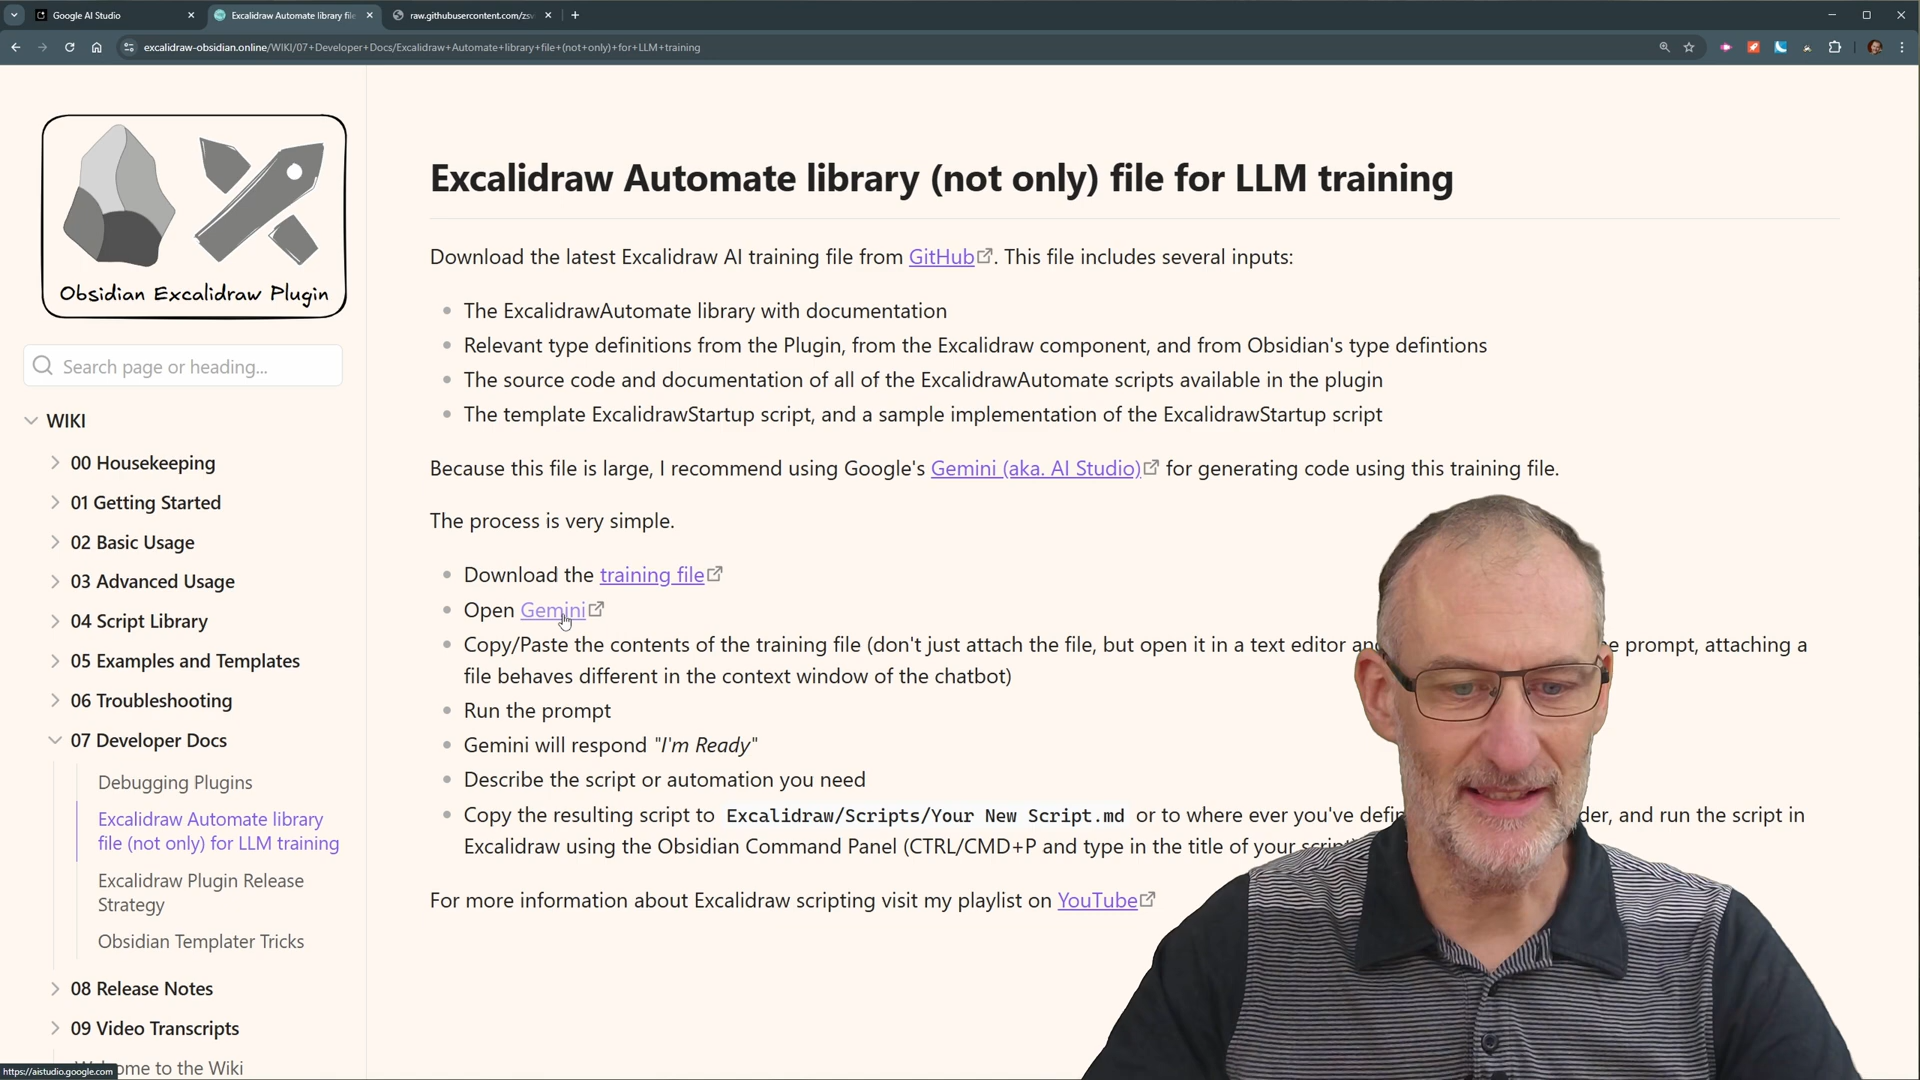 Google AI Studio
Excalidraw Automate library file
raw.githubusercontent.com/zsv
excalidraw-obsidian.online/WIKI/07+Developer+Docs/Excalidraw+Automate+library+file+(not+only)+for+LLM+training
Obsidian Excalidraw Plugin
Search page or heading...
WIKI
00 Housekeeping
01 Getting Started
02 Basic Usage
03 Advanced Usage
04 Script Library
05 Examples and Templates
06 Troubleshooting
07 Developer Docs
Debugging Plugins
Excalidraw Automate library
file (not only) for LLM training
Excalidraw Plugin Release
Strategy
Obsidian Templater Tricks
08 Release Notes
09 Video Transcripts
ome to the Wiki
https://aistudio.google.com
Excalidraw Automate library (not only) file for LLM training
Download the latest Excalidraw AI training file from GitHub. This file includes several inputs:
The ExcalidrawAutomate library with documentation
Relevant type definitions from the Plugin, from the Excalidraw component, and from Obsidian's type defintions
The source code and documentation of all of the ExcalidrawAutomate scripts available in the plugin
The template ExcalidrawStartup script, and a sample implementation of the ExcalidrawStartup script
Because this file is large, I recommend using Google's Gemini (aka. AI Studio) for generating code using this training file.
The process is very simple.
Download the training file
Open Gemini
Copy/Paste the contents of the training file (don't just attach the file, but open it in a text editor an e prompt, attaching a
file behaves different in the context window of the chatbot)
Run the prompt
Gemini will respond "I'm Ready"
Describe the script or automation you need
Copy the resulting script to Excalidraw/Scripts/Your New Script.md or to where ever you've defin der, and run the script in
Excalidraw using the Obsidian Command Panel (CTRL/CMD+P and type in the title of your script
For more information about Excalidraw scripting visit my playlist on YouTube